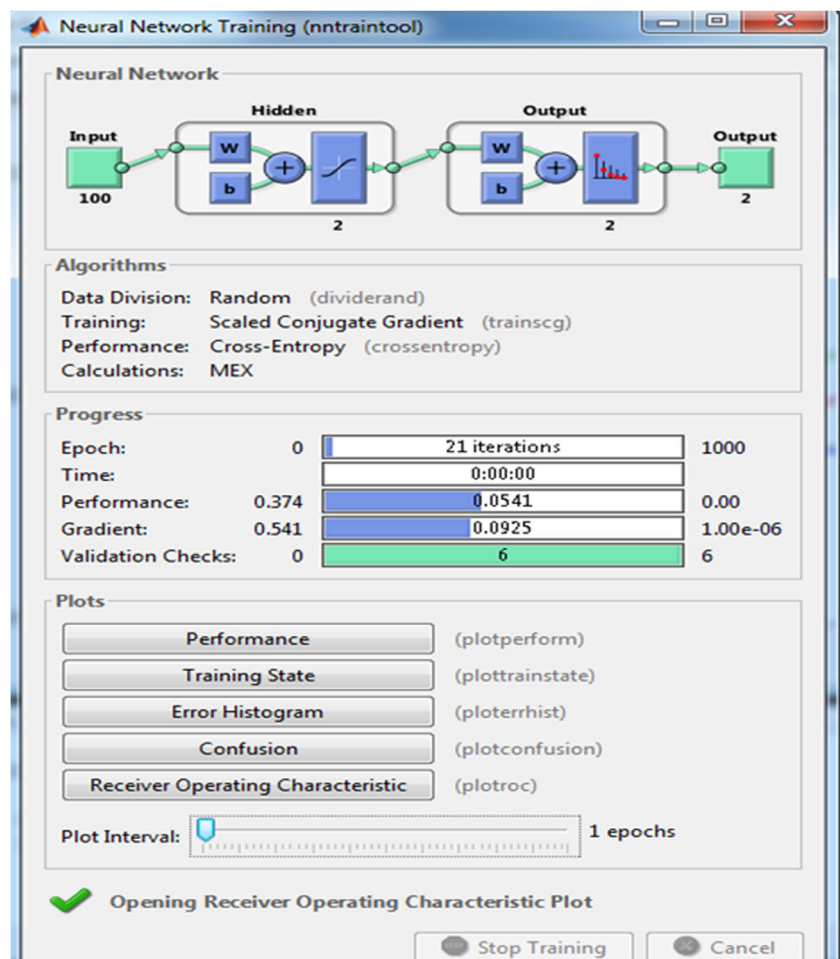 Neural Network Training (nntraintool)
Neural Network
Hidden
Output
Input
Output
W
W
b
b
100
2
2
2
Algorithms
Data Division: Random (dividerand)
Training: Scaled Conjugate Gradient (trainscg)
Performance: Cross-Entropy (crossentropy)
Calculations: MEX
Progress
Epoch: 0 21 iterations 1000
Time: 0:00:00
Performance: 0.374 0.0541 0.00
Gradient: 0.541 0.0925 1.00e-06
Validation Checks: 0 6 6
Plots
Performance (plotperform)
Training State (plottrainstate)
Error Histogram (ploterrhist)
Confusion (plotconfusion)
Receiver Operating Characteristic (plotroc)
Plot Interval: 1 epochs
Opening Receiver Operating Characteristic Plot
Stop Training Cancel